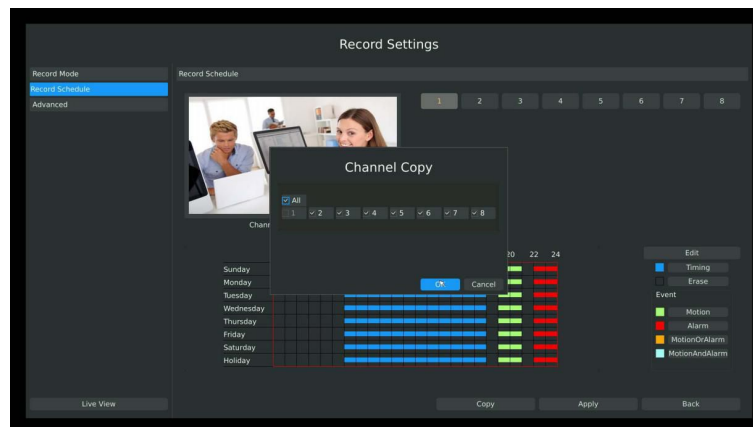 Record Settings
Record Mode
Record Schedule
Record Schedule
Advanced
1 2 3 4 5 6 7 8
Channel Copy
All
1 2 3 4 5 6 7 8
Chann
20 22 24
Edit
Sunday
Timing
Monday
OK Cancel
Erase
Tuesday
Event
Wednesday
Motion
Thursday
Alarm
Friday
MotionOrAlarm
Saturday
MotionAndAlarm
Holiday
Live View
Copy Apply Back